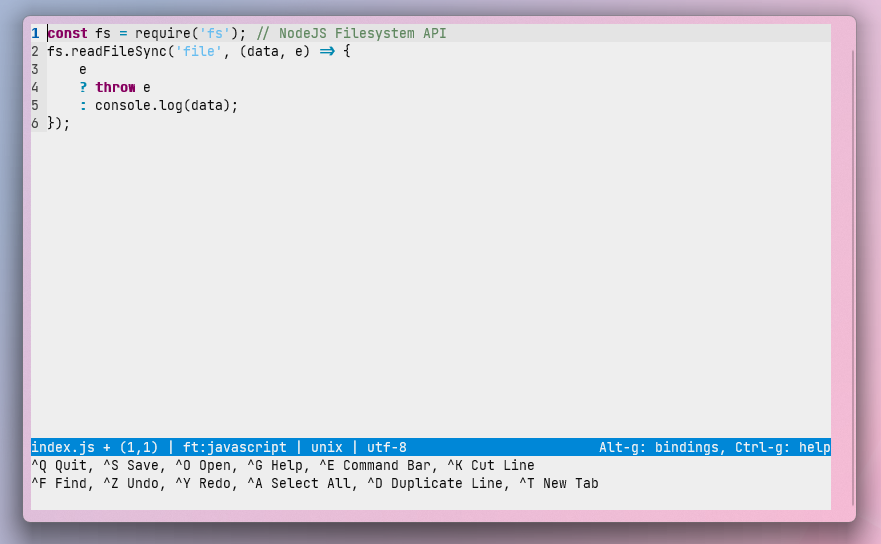 1 const fs = require('fs'); // NodeJS Filesystem API
2 fs.readFileSync('file', (data, e) => {
3     e
4     ? throw e
5     : console.log(data);
6 });
index.js + (1,1) | ft:javascript | unix | utf-8 Alt-g: bindings, Ctrl-g: help
^Q Quit, ^S Save, ^O Open, ^G Help, ^E Command Bar, ^K Cut Line
^F Find, ^Z Undo, ^Y Redo, ^A Select All, ^D Duplicate Line, ^T New Tab